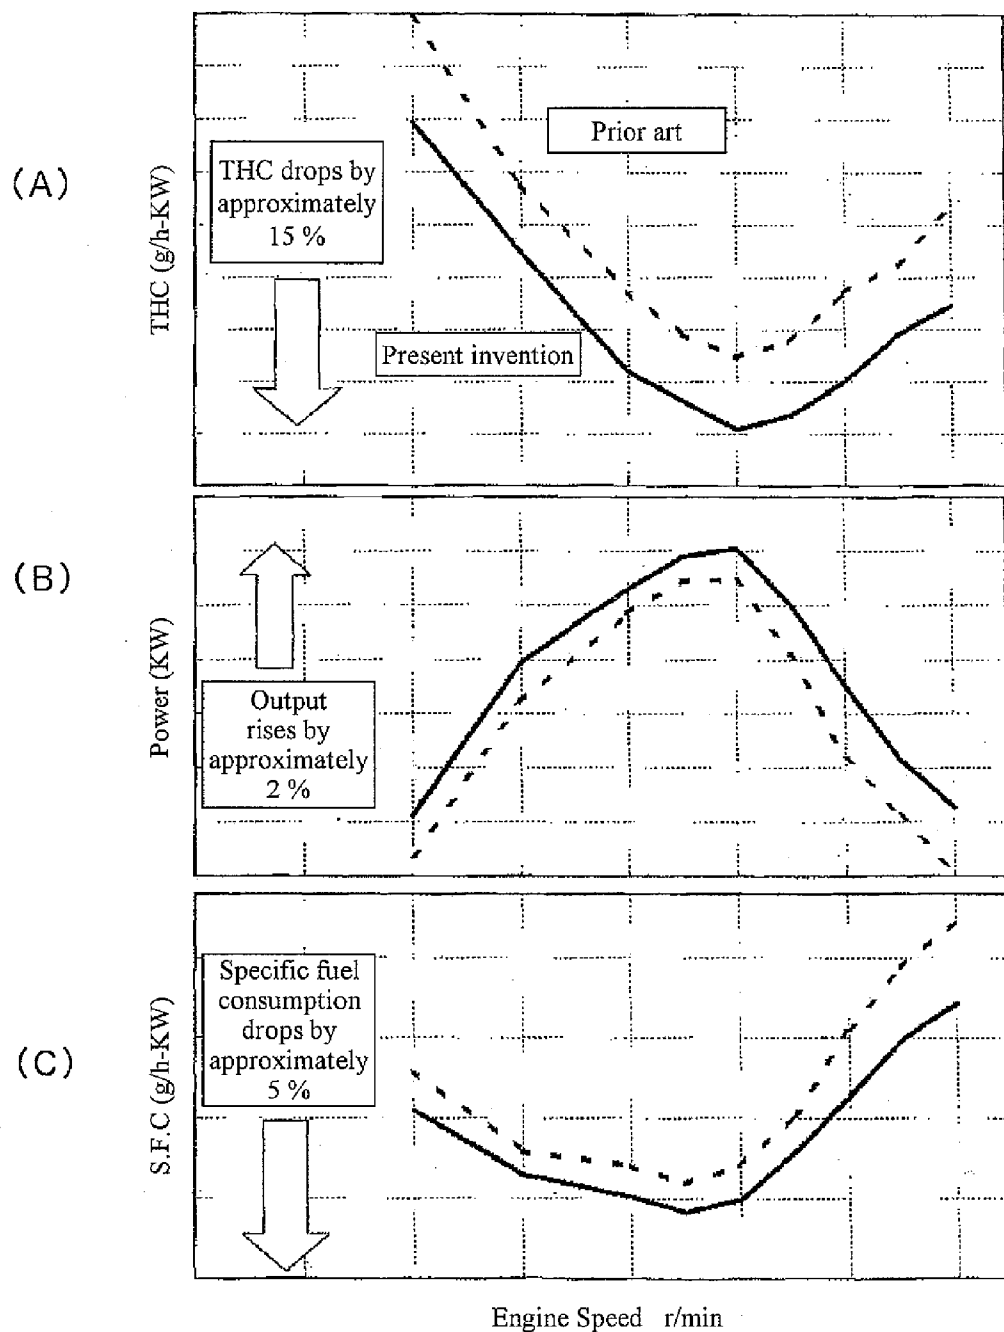 (A)
THC (g/h-KW)
THC drops by
approximately
15 %
Prior art
Present invention
(B)
Power (KW)
Output
rises by
approximately
2 %
(C)
S.F.C (g/h-KW)
Specific fuel
consumption
drops by
approximately
5 %
Engine Speed r/min